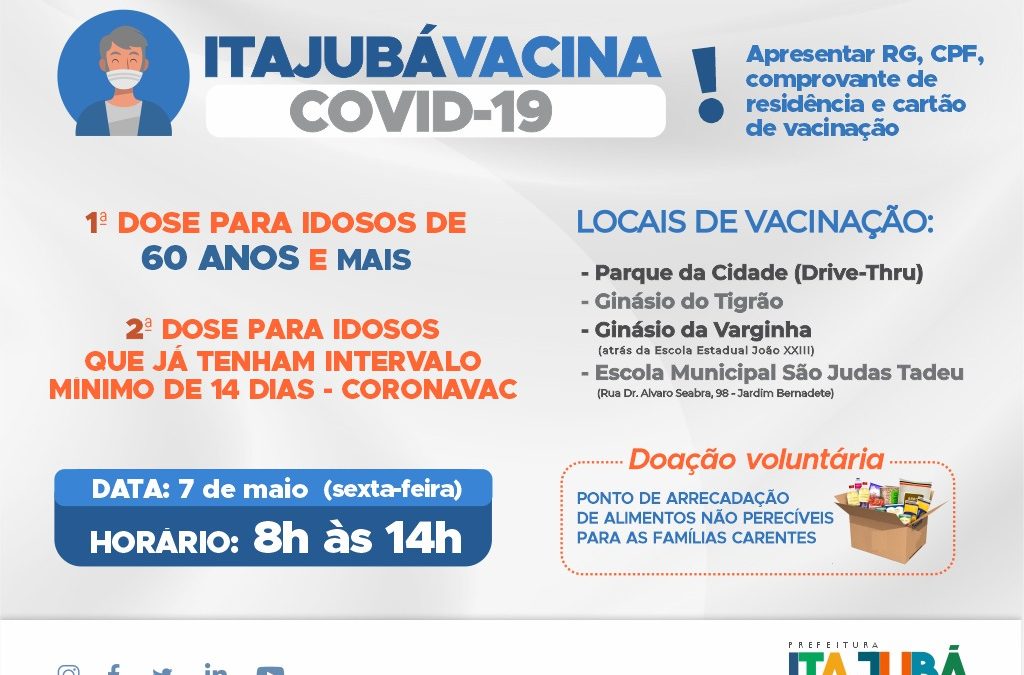 ITAJUBÁVACINA
COVID-19
! Apresentar RG, CPF,
comprovante de
residência e cartão
de vacinação
1ª DOSE PARA IDOSOS DE
60 ANOS E MAIS
2ª DOSE PARA IDOSOS
QUE JÁ TENHAM INTERVALO
MÍNIMO DE 14 DIAS - CORONAVAC
DATA: 7 de maio (sexta-feira)
HORÁRIO: 8h às 14h
LOCAIS DE VACINAÇÃO:
- Parque da Cidade (Drive-Thru)
- Ginásio do Tigrão
- Ginásio da Varginha
(atrás da Escola Estadual João XXIII)
- Escola Municipal São Judas Tadeu
(Rua Dr. Alvaro Seabra, 98 - Jardim Bernadete)
Doação voluntária
PONTO DE ARRECADAÇÃO
DE ALIMENTOS NÃO PERECÍVEIS
PARA AS FAMÍLIAS CARENTES
PREFEITURA
ITAJUBÁ